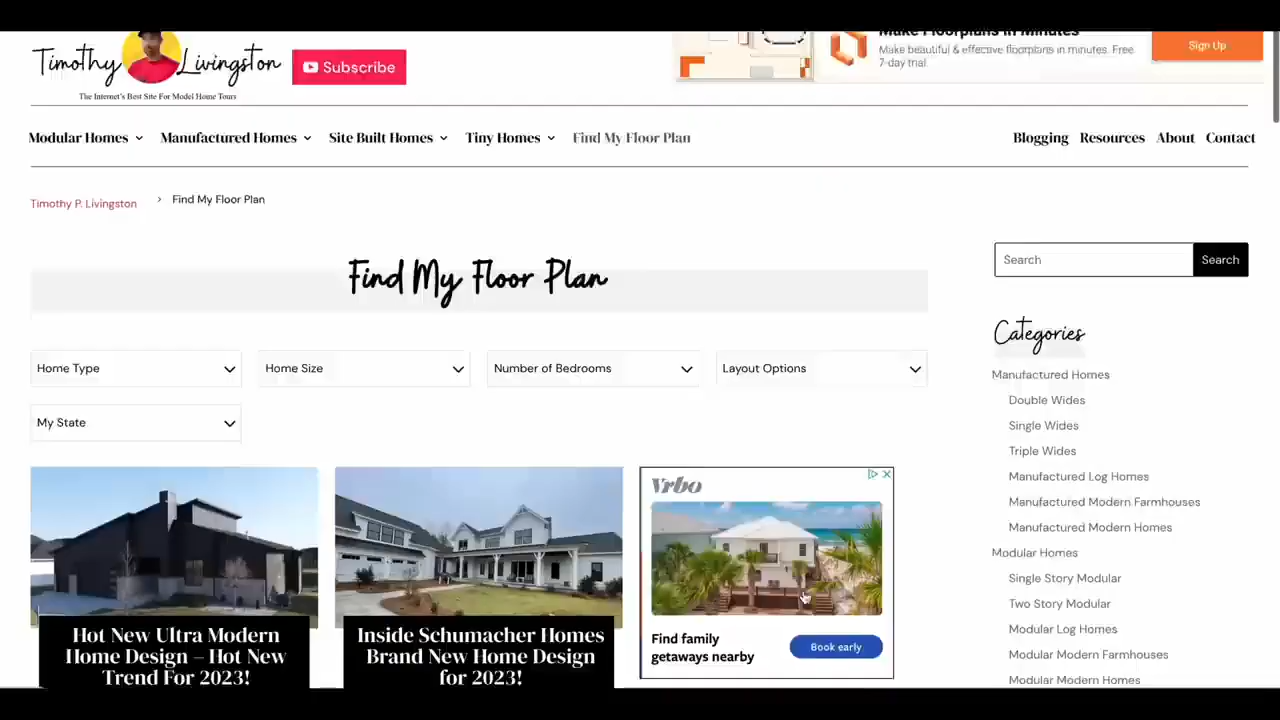 Timothy Livingston
The Internet's Best Site For Model Home Tours
Subscribe
Make Floorplans in Minutes
Make beautiful & effective floorplans in minutes. Free
7-day trial.
Sign Up
Modular Homes
Manufactured Homes
Site Built Homes
Tiny Homes
Find My Floor Plan
Blogging
Resources
About
Contact
Timothy P. Livingston
Find My Floor Plan
Find My Floor Plan
Search
Search
Home Type
Home Size
Number of Bedrooms
Layout Options
My State
Hot New Ultra Modern
Home Design – Hot New
Trend For 2023!
Inside Schumacher Homes
Brand New Home Design
for 2023!
Vrbo
Find family
getaways nearby
Book early
Categories
Manufactured Homes
Double Wides
Single Wides
Triple Wides
Manufactured Log Homes
Manufactured Modern Farmhouses
Manufactured Modern Homes
Modular Homes
Single Story Modular
Two Story Modular
Modular Log Homes
Modular Modern Farmhouses
Modular Modern Homes